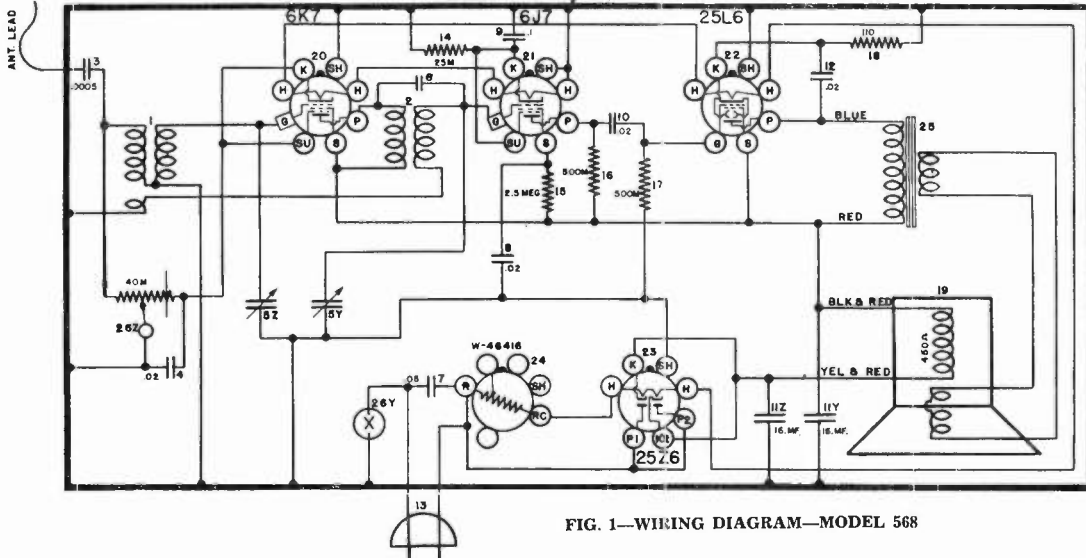 6K7 6J7 25L6
ANT. LEAD
3
.0005
20
K SH
H H
G P
SU S
14
25M
9 .1
21
K SH
H H
G P
SU S
22
K SH
H H
G S P
110
18
12
.02
1
2
6
10
.02
BLUE
25
500M
16
500M
17
2.5 MEG
15
RED
8
.02
40M
26Z
.02 4
5Z
5Y
BLK & RED
19
450Ω
YEL & RED
W-46416
24
R
SH
RC
.05 7
26Y
X
23
K SH
H H
P1 P2
25Z6
11Z
16. MF.
11Y
16. MF.
13
FIG. 1—WIRING DIAGRAM—MODEL 568